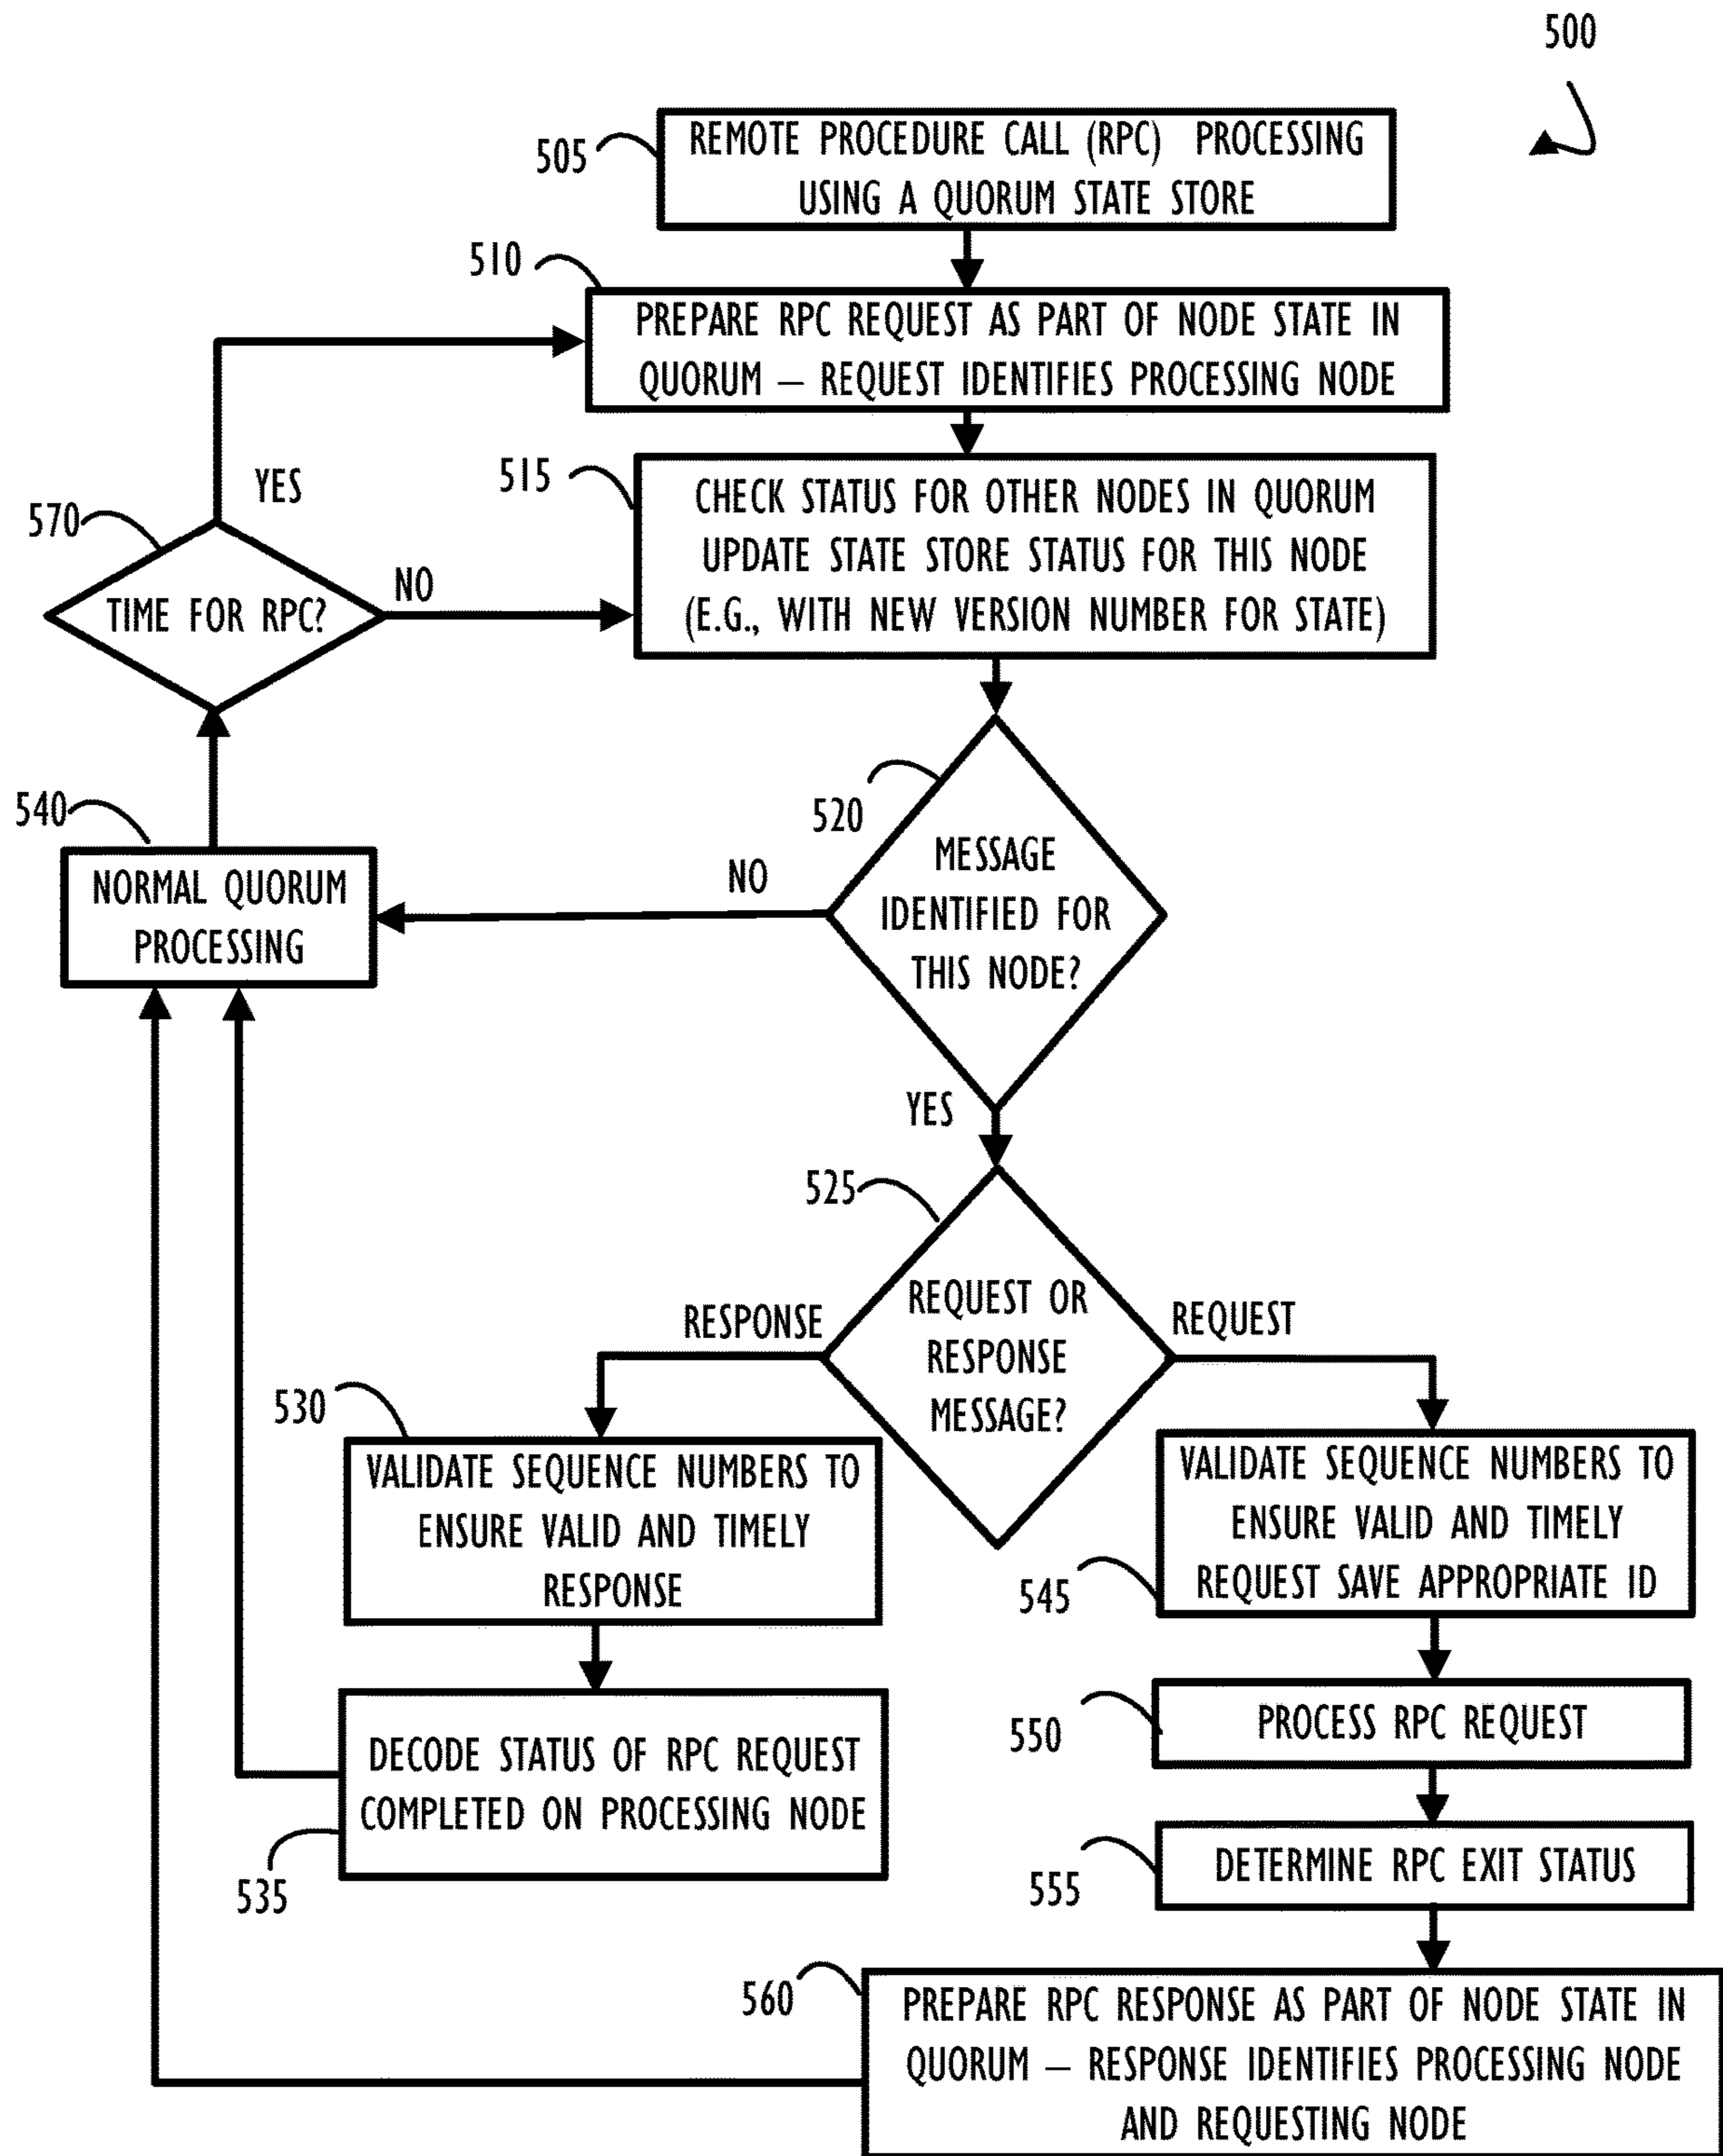 500
505
REMOTE PROCEDURE CALL (RPC) PROCESSING
USING A QUORUM STATE STORE
510
PREPARE RPC REQUEST AS PART OF NODE STATE IN
QUORUM – REQUEST IDENTIFIES PROCESSING NODE
515
CHECK STATUS FOR OTHER NODES IN QUORUM
UPDATE STATE STORE STATUS FOR THIS NODE
(E.G., WITH NEW VERSION NUMBER FOR STATE)
YES
570
NO
TIME FOR RPC?
540
NORMAL QUORUM
PROCESSING
520
NO
MESSAGE
IDENTIFIED FOR
THIS NODE?
YES
525
REQUEST OR
RESPONSE
MESSAGE?
RESPONSE
REQUEST
530
VALIDATE SEQUENCE NUMBERS TO
ENSURE VALID AND TIMELY
RESPONSE
545
VALIDATE SEQUENCE NUMBERS TO
ENSURE VALID AND TIMELY
REQUEST SAVE APPROPRIATE ID
535
DECODE STATUS OF RPC REQUEST
COMPLETED ON PROCESSING NODE
550
PROCESS RPC REQUEST
555
DETERMINE RPC EXIT STATUS
560
PREPARE RPC RESPONSE AS PART OF NODE STATE IN
QUORUM – RESPONSE IDENTIFIES PROCESSING NODE
AND REQUESTING NODE